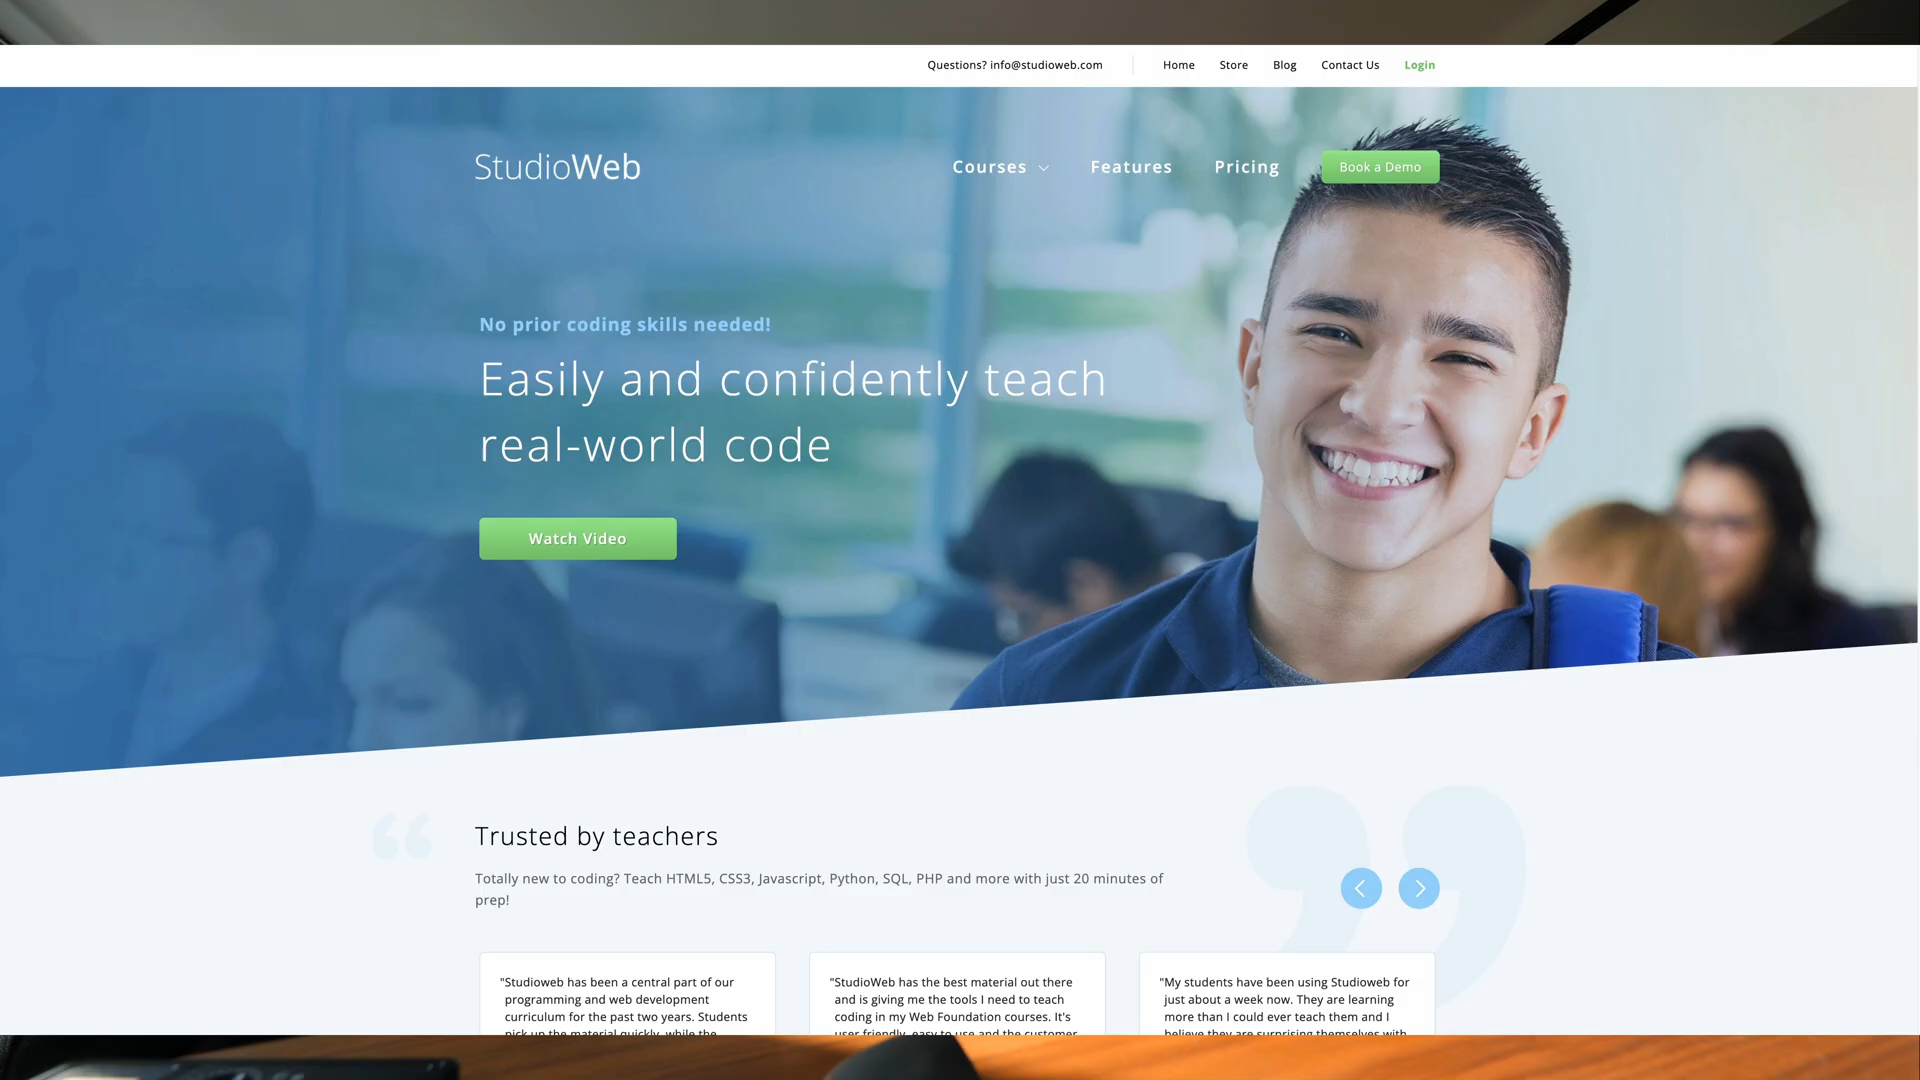 Questions? info@studioweb.com Home Store Blog Contact Us Login
StudioWeb Courses Features Pricing Book a Demo
No prior coding skills needed!
Easily and confidently teach
real-world code
Watch Video
Trusted by teachers
Totally new to coding? Teach HTML5, CSS3, Javascript, Python, SQL, PHP and more with just 20 minutes of
prep!
"Studioweb has been a central part of our
programming and web development
curriculum for the past two years. Students
pick up the material quickly, while the
"StudioWeb has the best material out there
and is giving me the tools I need to teach
coding in my Web Foundation courses. It's
user friendly, easy to use and the customer
"My students have been using Studioweb for
just about a week now. They are learning
more than I could ever teach them and I
believe they are surprising themselves with